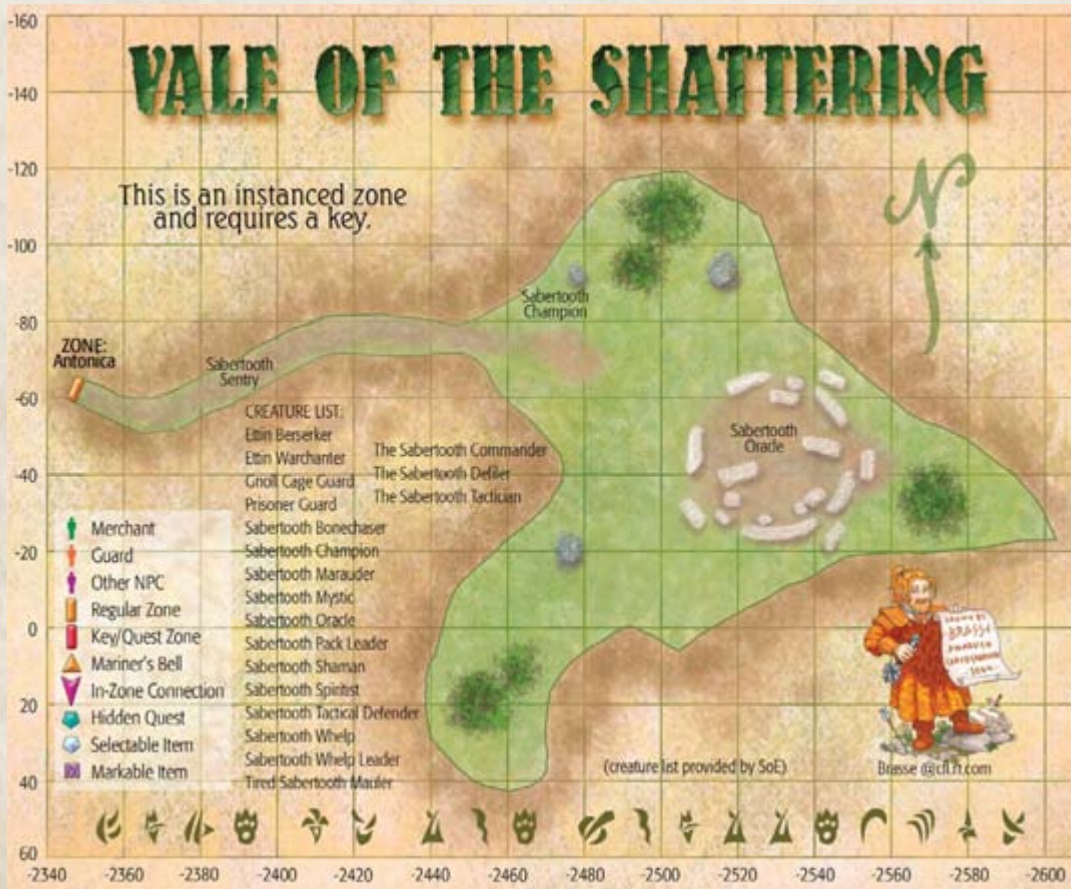 VALE OF THE SHATTERING
This is an instanced zone
and requires a key.
N
ZONE:
Antonica
Sabertooth
Sentry
Sabertooth
Champion
Sabertooth
Oracle
CREATURE LIST:
Ettin Berserker
Ettin Warchanter
Gnoll Cage Guard
Prisoner Guard
Sabertooth Bonechaser
Sabertooth Champion
Sabertooth Marauder
Sabertooth Mystic
Sabertooth Oracle
Sabertooth Pack Leader
Sabertooth Shaman
Sabertooth Spiritist
Sabertooth Tactical Defender
Sabertooth Whelp
Sabertooth Whelp Leader
Tired Sabertooth Mauler
The Sabertooth Commander
The Sabertooth Defiler
The Sabertooth Tactician
Merchant
Guard
Other NPC
Regular Zone
Key/Quest Zone
Mariner's Bell
In-Zone Connection
Hidden Quest
Selectable Item
Markable Item
(creature list provided by SoE)
BRASSE
Brasse @cfl.rr.com
-160
-140
-120
-100
-80
-60
-40
-20
0
20
40
60
-2340
-2360
-2380
-2400
-2420
-2440
-2460
-2480
-2500
-2520
-2540
-2560
-2580
-2600